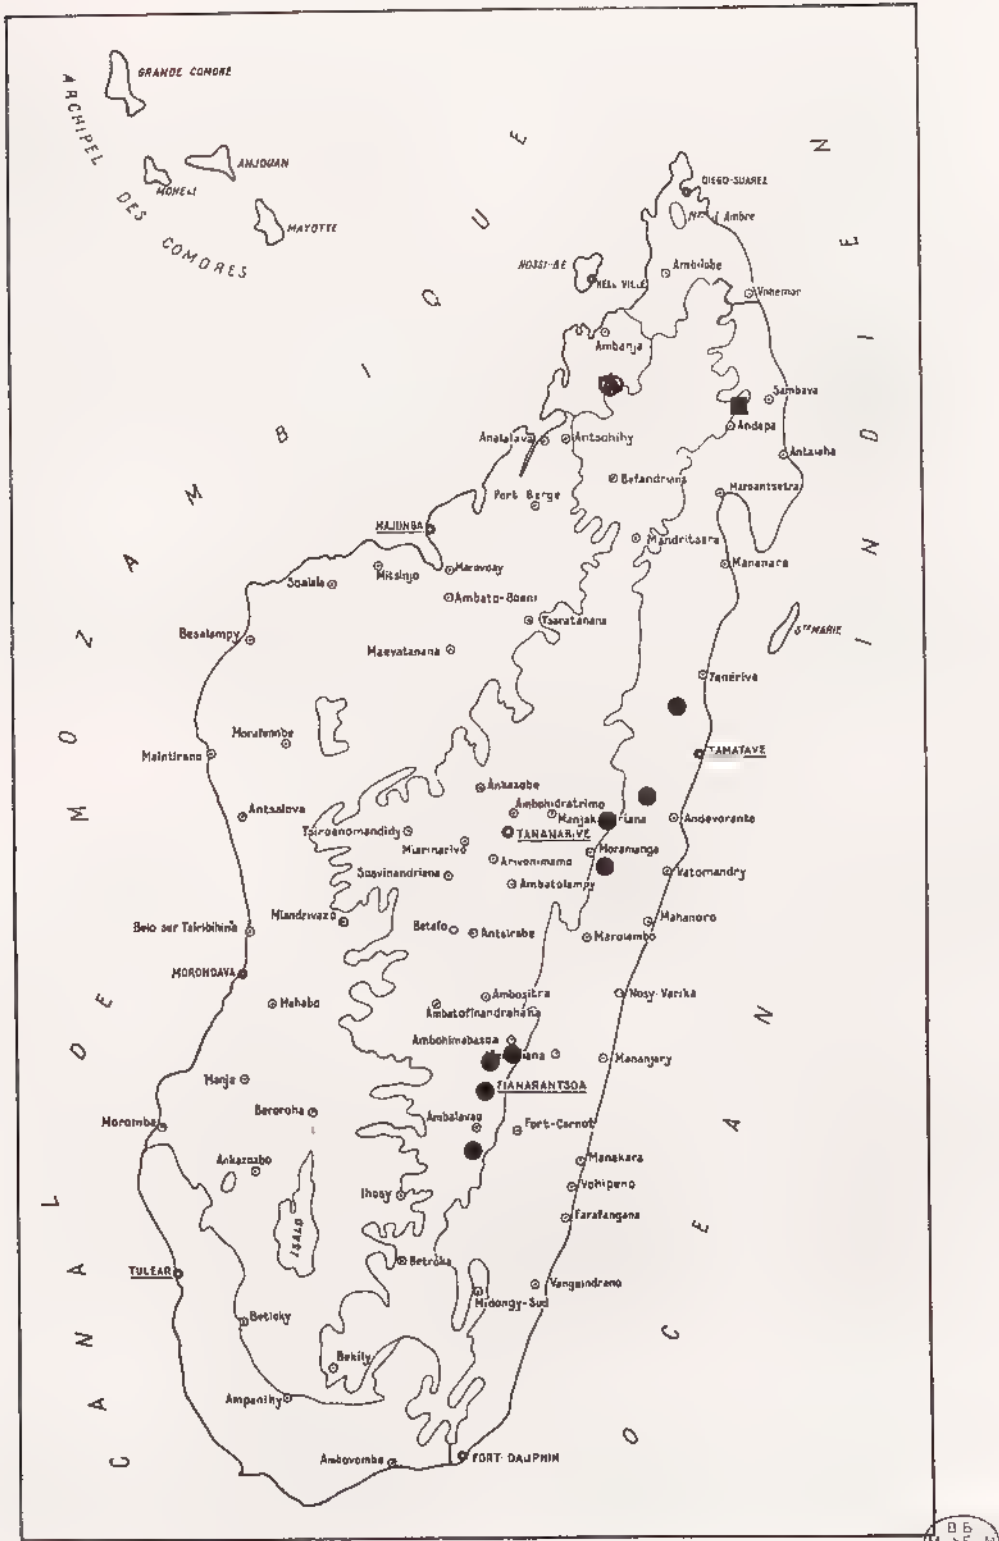 GRANDE COMORE
ARCHIPEL DES COMORES
ANJOUAN
MOHELI
MAYOTTE
CANAL DE MOZAMBIQUE
OCEAN INDIEN
DIEGO-SUAREZ
Ambre
NOSSI-BE
HELL VILLE
Ambilobe
Vohemar
Ambanja
Sambava
Andapa
Analalava
Antsohihy
Antalaha
Befandriana
Maroantsetra
Port Berge
MAJUNGA
Mandritsara
Mananara
Mitsinjo
Marovoay
Soalala
Ambato-Boeni
Tsaratanana
Ste MARIE
Besalampy
Maevatanana
Fenerive
Morafenobe
Maintirano
TAMATAVE
Ankazobe
Antsalova
Ambohidratrimo
Manjakandriana
Andevorante
Tsiroanomandidy
TANANARIVE
Miarinarivo
Moramanga
Arivonimamo
Soavinandriana
Vatomandry
Ambatolampy
Miandrivazo
Mahanoro
Belo sur Tsiribihina
Betafo
Antsirabe
Marolambo
MORONDAVA
Mahabo
Ambositra
Nosy-Varika
Ambatofinandrahana
Ambohimahasoa
Mananjary
Manja
FIANARANTSOA
Beroroha
Ambalavao
Fort-Carnot
Morombe
Ankazoabo
Manakara
Vohipeno
Ihosy
Farafangana
ISALO
Betroka
TULEAR
Vangaindrano
Midongy-Sud
Betioky
Bekily
Ampanihy
Ambovombe
FORT-DAUPHIN